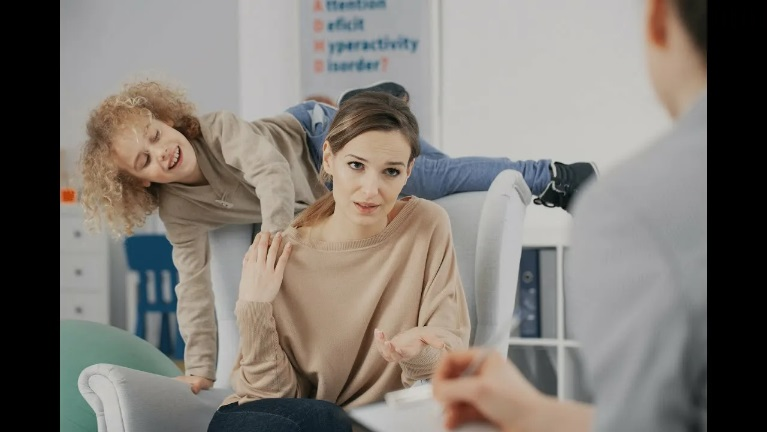 Attention
Deficit
Hyperactivity
Disorder?